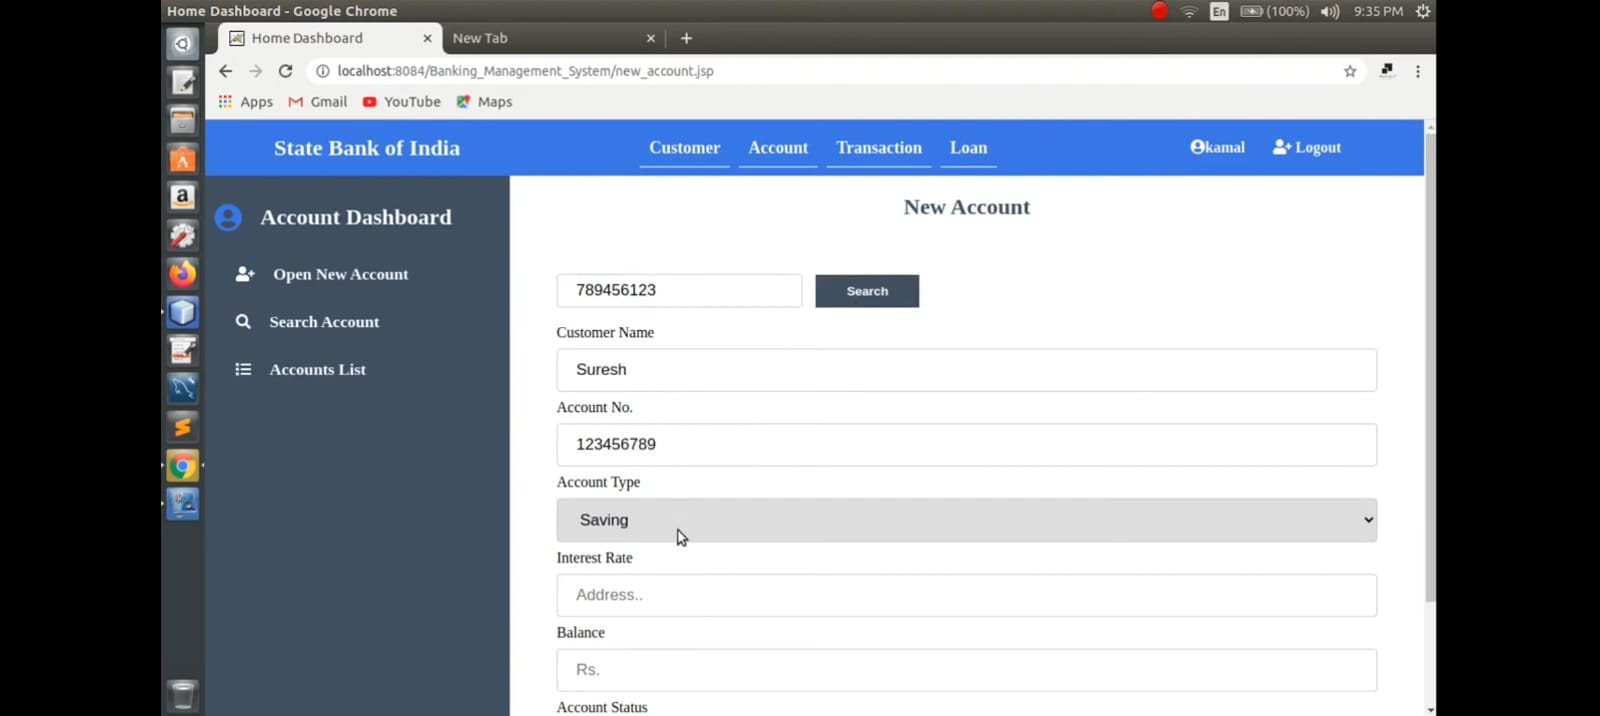 Home Dashboard - Google Chrome
En (100%) 9:35 PM
Home Dashboard × New Tab × +
localhost:8084/Banking_Management_System/new_account.jsp
Apps Gmail YouTube Maps
State Bank of India Customer Account Transaction Loan kamal Logout
Account Dashboard
Open New Account
Search Account
Accounts List
New Account
789456123 Search
Customer Name
Suresh
Account No.
123456789
Account Type
Saving
Interest Rate
Address..
Balance
Rs.
Account Status